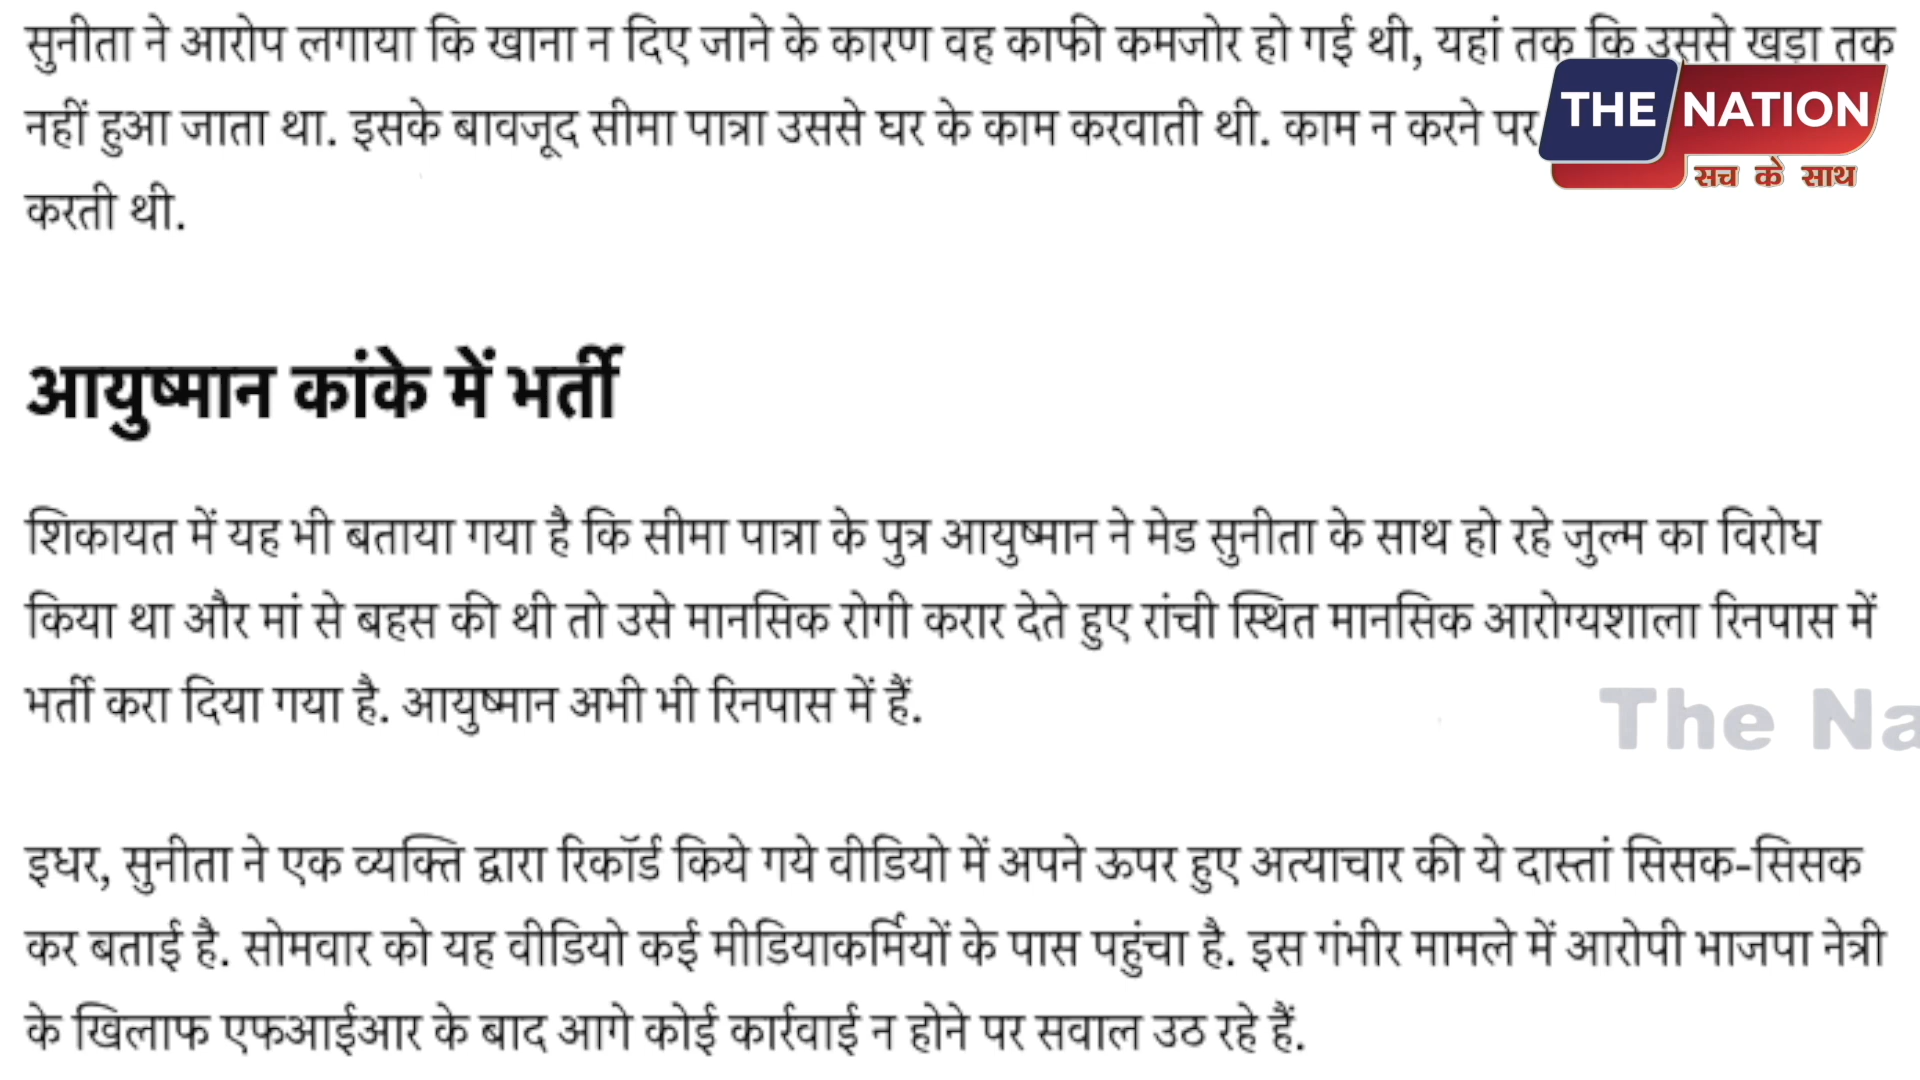 सुनीता ने आरोप लगाया कि खाना न दिए जाने के कारण वह काफी कमजोर हो गई थी, यहां तक कि उससे खड़ा तक
नहीं हुआ जाता था. इसके बावजूद सीमा पात्रा उससे घर के काम करवाती थी. काम न करने पर
करती थी.
THE NATION
सच के साथ
आयुष्मान कांके में भर्ती
शिकायत में यह भी बताया गया है कि सीमा पात्रा के पुत्र आयुष्मान ने मेड सुनीता के साथ हो रहे जुल्म का विरोध
किया था और मां से बहस की थी तो उसे मानसिक रोगी करार देते हुए रांची स्थित मानसिक आरोग्यशाला रिनपास में
भर्ती करा दिया गया है. आयुष्मान अभी भी रिनपास में हैं.
The Na
इधर, सुनीता ने एक व्यक्ति द्वारा रिकॉर्ड किये गये वीडियो में अपने ऊपर हुए अत्याचार की ये दास्तां सिसक-सिसक
कर बताई है. सोमवार को यह वीडियो कई मीडियाकर्मियों के पास पहुंचा है. इस गंभीर मामले में आरोपी भाजपा नेत्री
के खिलाफ एफआईआर के बाद आगे कोई कार्रवाई न होने पर सवाल उठ रहे हैं.